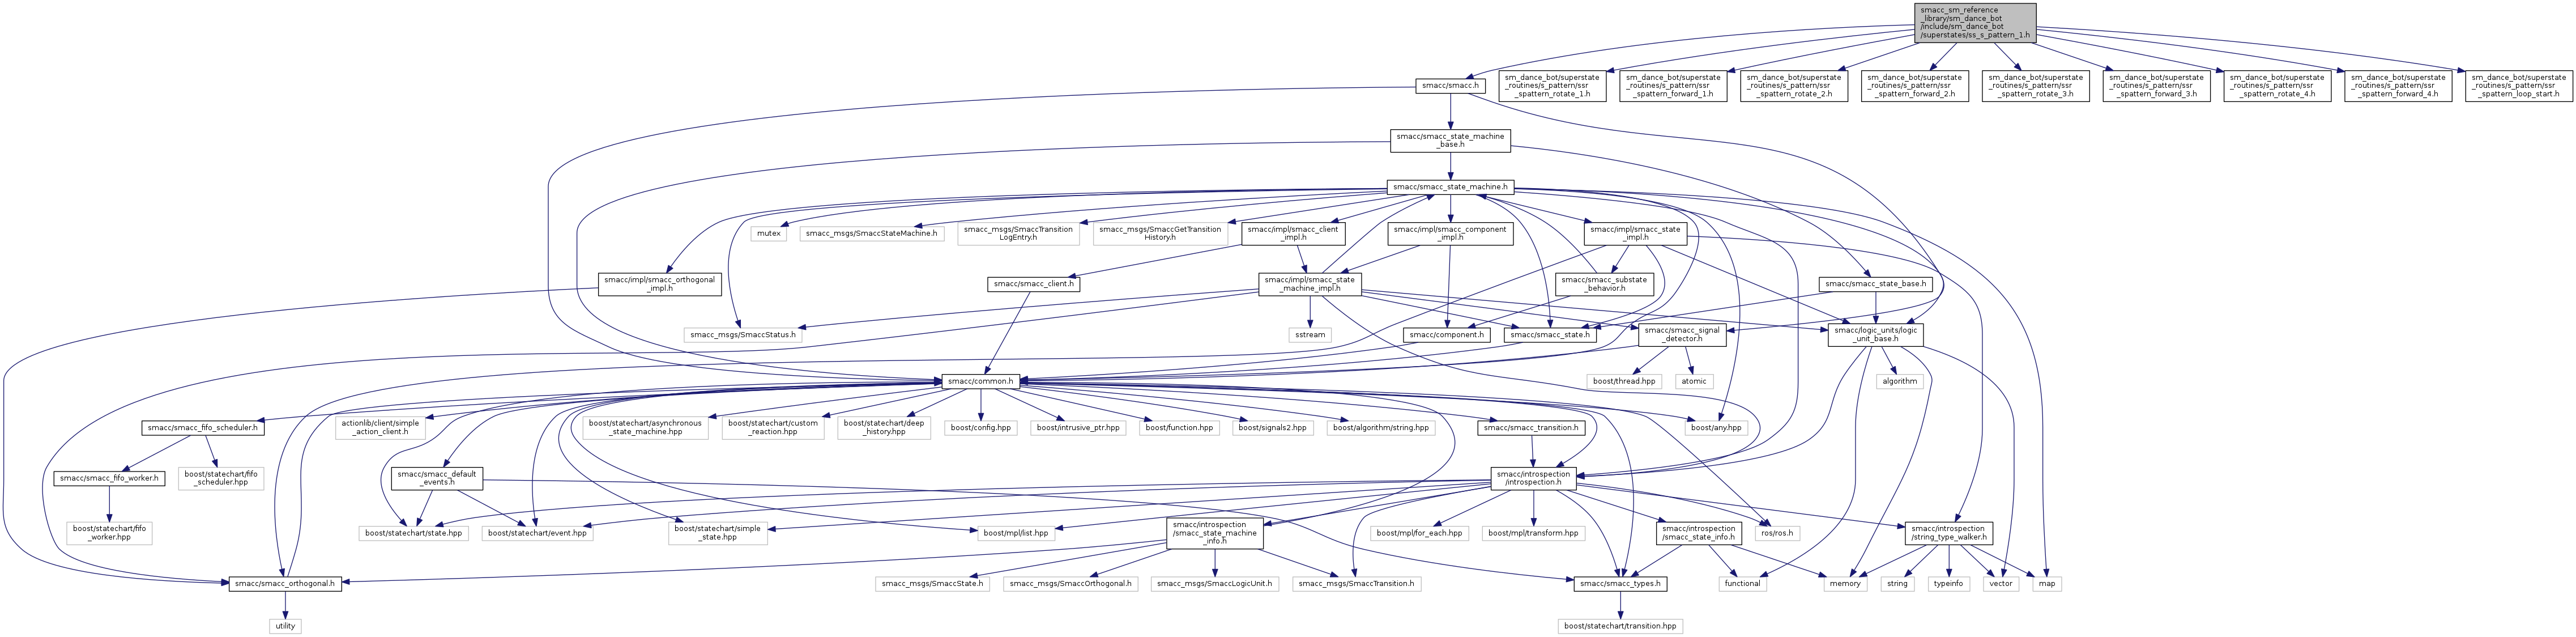 smacc_sm_reference
_library/sm_dance_bot
/include/sm_dance_bot
/superstates/ss_s_pattern_1.h
smacc/smacc.h
sm_dance_bot/superstate
_routines/s_pattern/ssr
_spattern_rotate_1.h
sm_dance_bot/superstate
_routines/s_pattern/ssr
_spattern_forward_1.h
sm_dance_bot/superstate
_routines/s_pattern/ssr
_spattern_rotate_2.h
sm_dance_bot/superstate
_routines/s_pattern/ssr
_spattern_forward_2.h
sm_dance_bot/superstate
_routines/s_pattern/ssr
_spattern_rotate_3.h
sm_dance_bot/superstate
_routines/s_pattern/ssr
_spattern_forward_3.h
sm_dance_bot/superstate
_routines/s_pattern/ssr
_spattern_rotate_4.h
sm_dance_bot/superstate
_routines/s_pattern/ssr
_spattern_forward_4.h
sm_dance_bot/superstate
_routines/s_pattern/ssr
_spattern_loop_start.h
smacc/smacc_state_machine
_base.h
smacc/smacc_state_machine.h
mutex
smacc_msgs/SmaccStateMachine.h
smacc_msgs/SmaccTransition
LogEntry.h
smacc_msgs/SmaccGetTransition
History.h
smacc/impl/smacc_client
_impl.h
smacc/impl/smacc_component
_impl.h
smacc/impl/smacc_state
_impl.h
smacc/impl/smacc_orthogonal
_impl.h
smacc/smacc_client.h
smacc/impl/smacc_state
_machine_impl.h
smacc/smacc_substate
_behavior.h
smacc/smacc_state_base.h
smacc_msgs/SmaccStatus.h
sstream
smacc/component.h
smacc/smacc_state.h
smacc/smacc_signal
_detector.h
smacc/logic_units/logic
_unit_base.h
smacc/common.h
boost/thread.hpp
atomic
algorithm
smacc/smacc_fifo_scheduler.h
actionlib/client/simple
_action_client.h
boost/statechart/asynchronous
_state_machine.hpp
boost/statechart/custom
_reaction.hpp
boost/statechart/deep
_history.hpp
boost/config.hpp
boost/intrusive_ptr.hpp
boost/function.hpp
boost/signals2.hpp
boost/algorithm/string.hpp
smacc/smacc_transition.h
boost/any.hpp
smacc/smacc_fifo_worker.h
boost/statechart/fifo
_scheduler.hpp
smacc/smacc_default
_events.h
smacc/introspection
/introspection.h
boost/statechart/fifo
_worker.hpp
boost/statechart/state.hpp
boost/statechart/event.hpp
boost/statechart/simple
_state.hpp
boost/mpl/list.hpp
smacc/introspection
/smacc_state_machine
_info.h
boost/mpl/for_each.hpp
boost/mpl/transform.hpp
smacc/introspection
/smacc_state_info.h
ros/ros.h
smacc/introspection
/string_type_walker.h
smacc/smacc_orthogonal.h
smacc_msgs/SmaccState.h
smacc_msgs/SmaccOrthogonal.h
smacc_msgs/SmaccLogicUnit.h
smacc_msgs/SmaccTransition.h
smacc/smacc_types.h
functional
memory
string
typeinfo
vector
map
utility
boost/statechart/transition.hpp